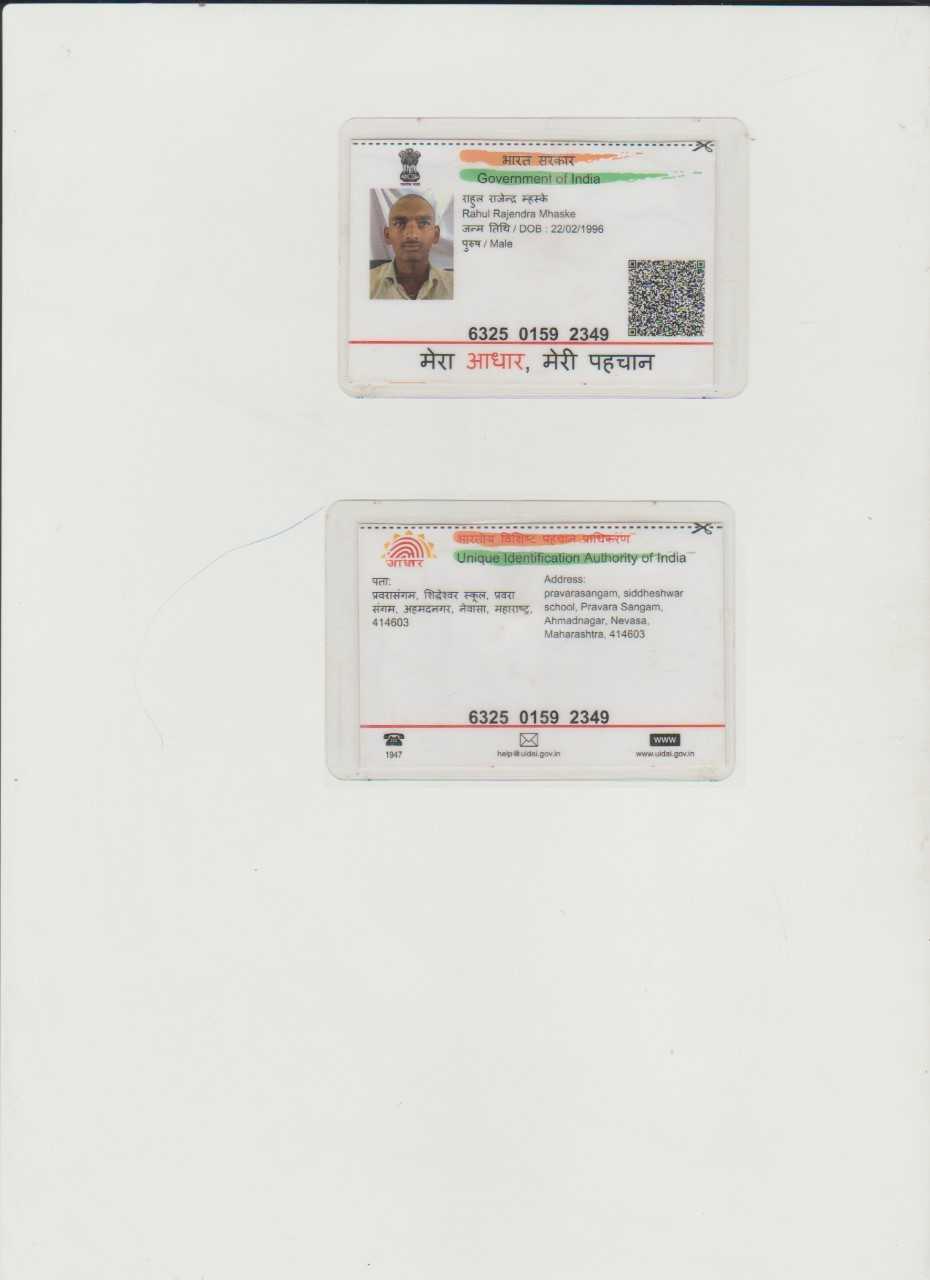 भारत सरकार
Government of India
राहुल राजेन्द्र म्हस्के
Rahul Rajendra Mhaske
जन्म तिथि / DOB : 22/02/1996
पुरुष / Male
6325 0159 2349
मेरा आधार, मेरी पहचान
भारतीय विशिष्ट पहचान प्राधिकरण
Unique Identification Authority of India
आधार
पता:
प्रवरासंगम, शिद्धेश्वर स्कूल, प्रवरा
संगम, अहमदनगर, नेवासा, महाराष्ट्र,
414603
Address:
pravarasangam, siddheshwar
school, Pravara Sangam,
Ahmadnagar, Nevasa,
Maharashtra, 414603
6325 0159 2349
1947
help@uidai.gov.in
WWW
www.uidai.gov.in